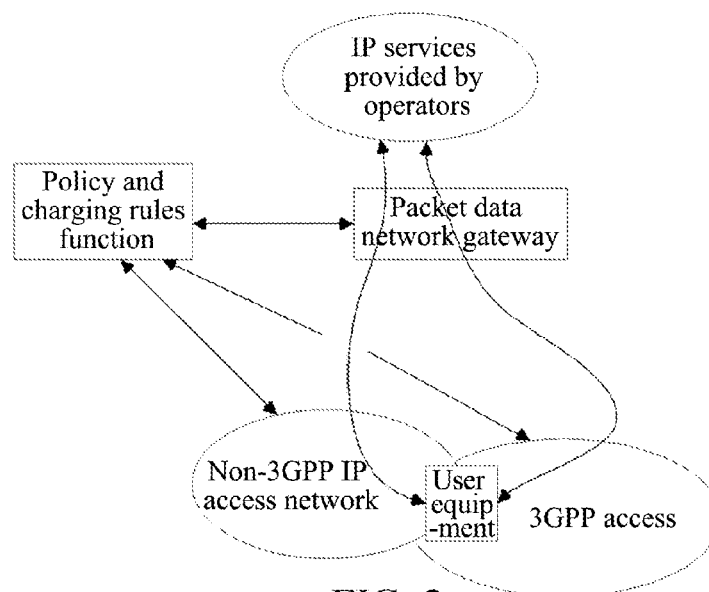 IP services
provided by
operators
Policy and
charging rules
function
Packet data
network gateway
Non-3GPP IP
access network
User
equip
-ment
3GPP access